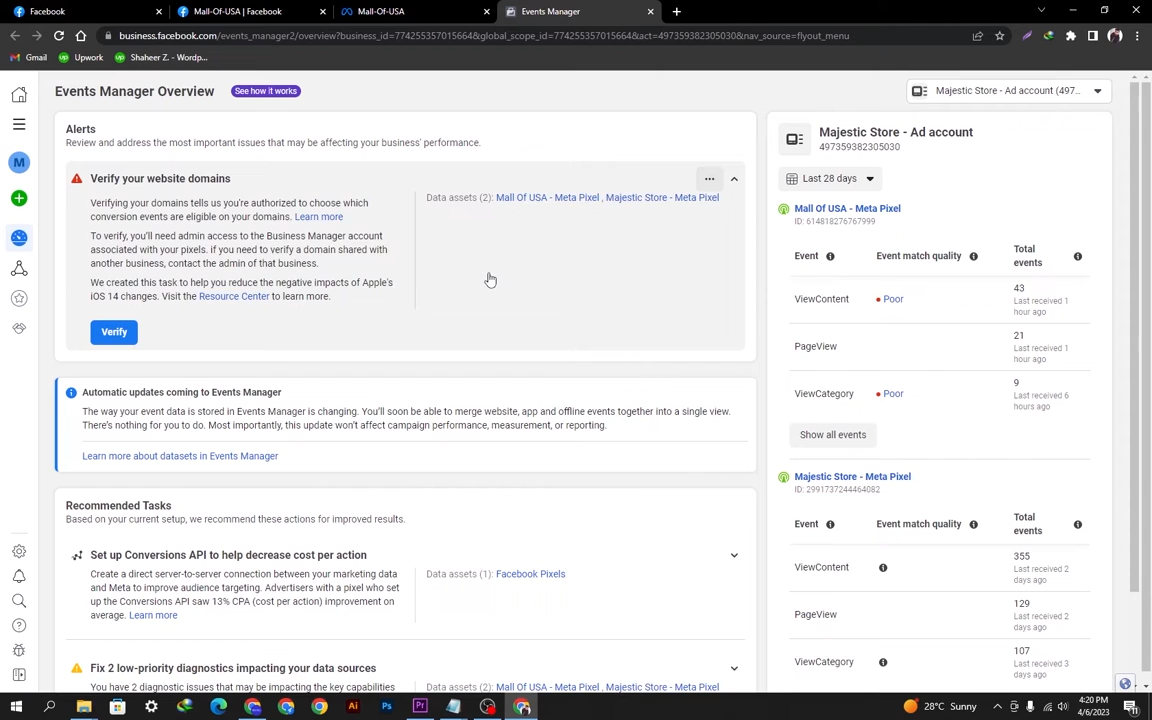 Facebook
Mall-Of-USA | Facebook
Mall-Of-USA
Events Manager
business.facebook.com/events_manager2/overview?business_id=774255357015664&global_scope_id=774255357015664&act=497359382305030&nav_source=flyout_menu
Gmail
Upwork
Shaheer Z. - Wordp...
Events Manager Overview
See how it works
Majestic Store - Ad account (497...
Alerts
Review and address the most important issues that may be affecting your business' performance.
Verify your website domains
Verifying your domains tells us you're authorized to choose which
conversion events are eligible on your domains. Learn more
To verify, you'll need admin access to the Business Manager account
associated with your pixels. if you need to verify a domain shared with
another business, contact the admin of that business.
We created this task to help you reduce the negative impacts of Apple's
iOS 14 changes. Visit the Resource Center to learn more.
Data assets (2): Mall Of USA - Meta Pixel , Majestic Store - Meta Pixel
Verify
Automatic updates coming to Events Manager
The way your event data is stored in Events Manager is changing. You'll soon be able to merge website, app and offline events together into a single view.
There's nothing for you to do. Most importantly, this update won't affect campaign performance, measurement, or reporting.
Learn more about datasets in Events Manager
Recommended Tasks
Based on your current setup, we recommend these actions for improved results.
Set up Conversions API to help decrease cost per action
Create a direct server-to-server connection between your marketing data
and Meta to improve audience targeting. Advertisers with a pixel who set
up the Conversions API saw 13% CPA (cost per action) improvement on
average. Learn more
Data assets (1): Facebook Pixels
Fix 2 low-priority diagnostics impacting your data sources
You have 2 diagnostic issues that may be impacting the key capabilities
Data assets (2): Mall Of USA - Meta Pixel , Majestic Store - Meta Pixel
M
Majestic Store - Ad account
497359382305030
Last 28 days
Mall Of USA - Meta Pixel
ID: 614818276767999
Event
Event match quality
Total
events
ViewContent
Poor
43
Last received 1
hour ago
PageView
21
Last received 1
hour ago
ViewCategory
Poor
9
Last received 6
hours ago
Show all events
Majestic Store - Meta Pixel
ID: 2991737244464082
Event
Event match quality
Total
events
ViewContent
355
Last received 2
days ago
PageView
129
Last received 2
days ago
ViewCategory
107
Last received 3
days ago
Ai
Ps
Pr
28°C Sunny
4:20 PM
4/6/2023